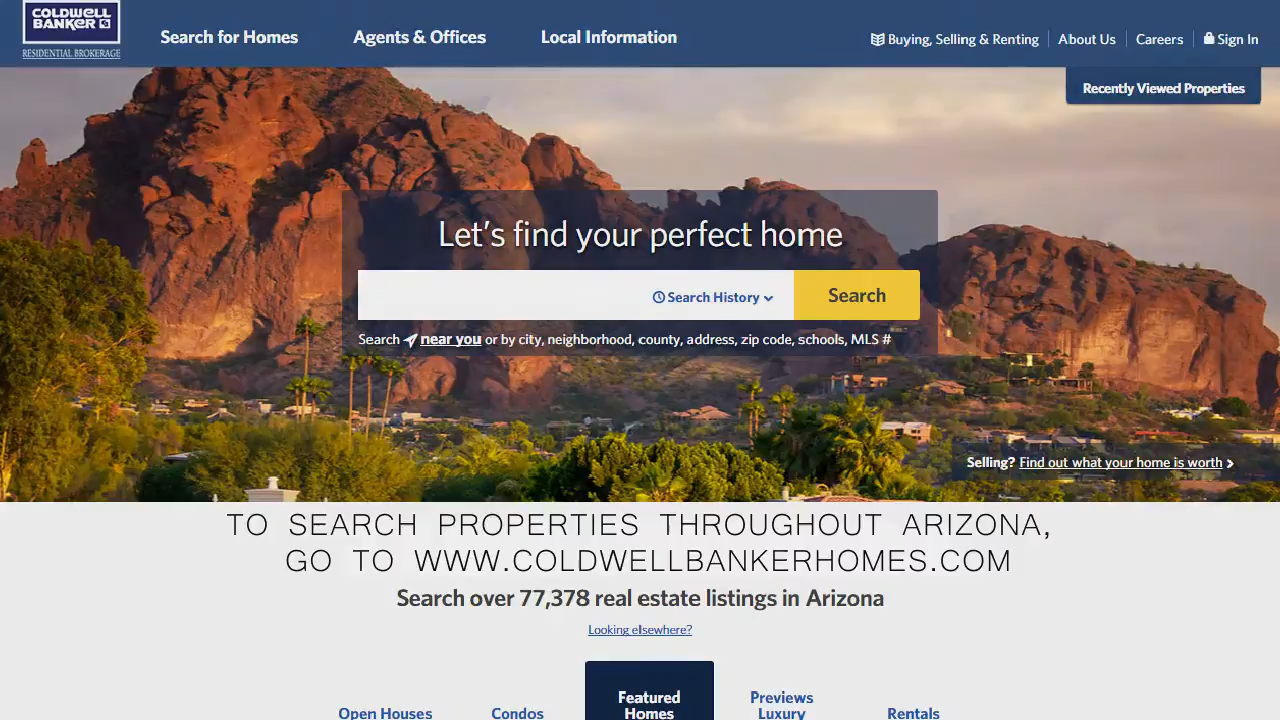 COLDWELL
BANKER CB
RESIDENTIAL BROKERAGE
Search for Homes
Agents & Offices
Local Information
Buying, Selling & Renting
About Us
Careers
Sign In
Recently Viewed Properties
Let's find your perfect home
Search History
Search
Search near you or by city, neighborhood, county, address, zip code, schools, MLS #
Selling? Find out what your home is worth
TO SEARCH PROPERTIES THROUGHOUT ARIZONA,
GO TO WWW.COLDWELLBANKERHOMES.COM
Search over 77,378 real estate listings in Arizona
Looking elsewhere?
Open Houses
Condos
Featured
Homes
Previews
Luxury
Rentals